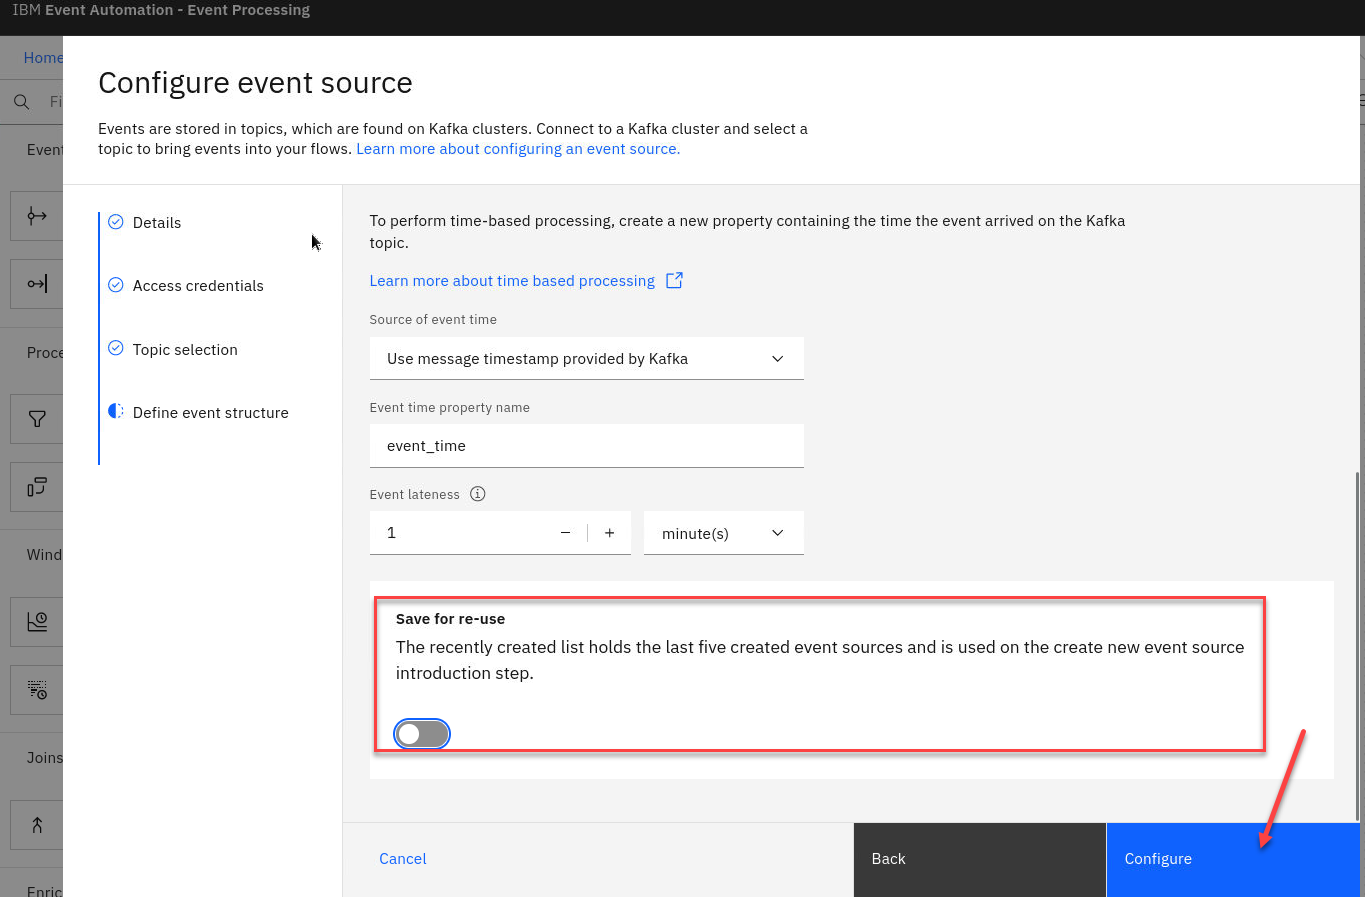 IBM Event Automation - Event Processing
Home
Fi
Configure event source
Events are stored in topics, which are found on Kafka clusters. Connect to a Kafka cluster and select a
topic to bring events into your flows. Learn more about configuring an event source.
Event
Proce
Wind
Joins
Enric
Details
Access credentials
Topic selection
Define event structure
To perform time-based processing, create a new property containing the time the event arrived on the Kafka
topic.
Learn more about time based processing
Source of event time
Use message timestamp provided by Kafka
Event time property name
event_time
Event lateness
1
minute(s)
Save for re-use
The recently created list holds the last five created event sources and is used on the create new event source
introduction step.
Cancel
Back
Configure